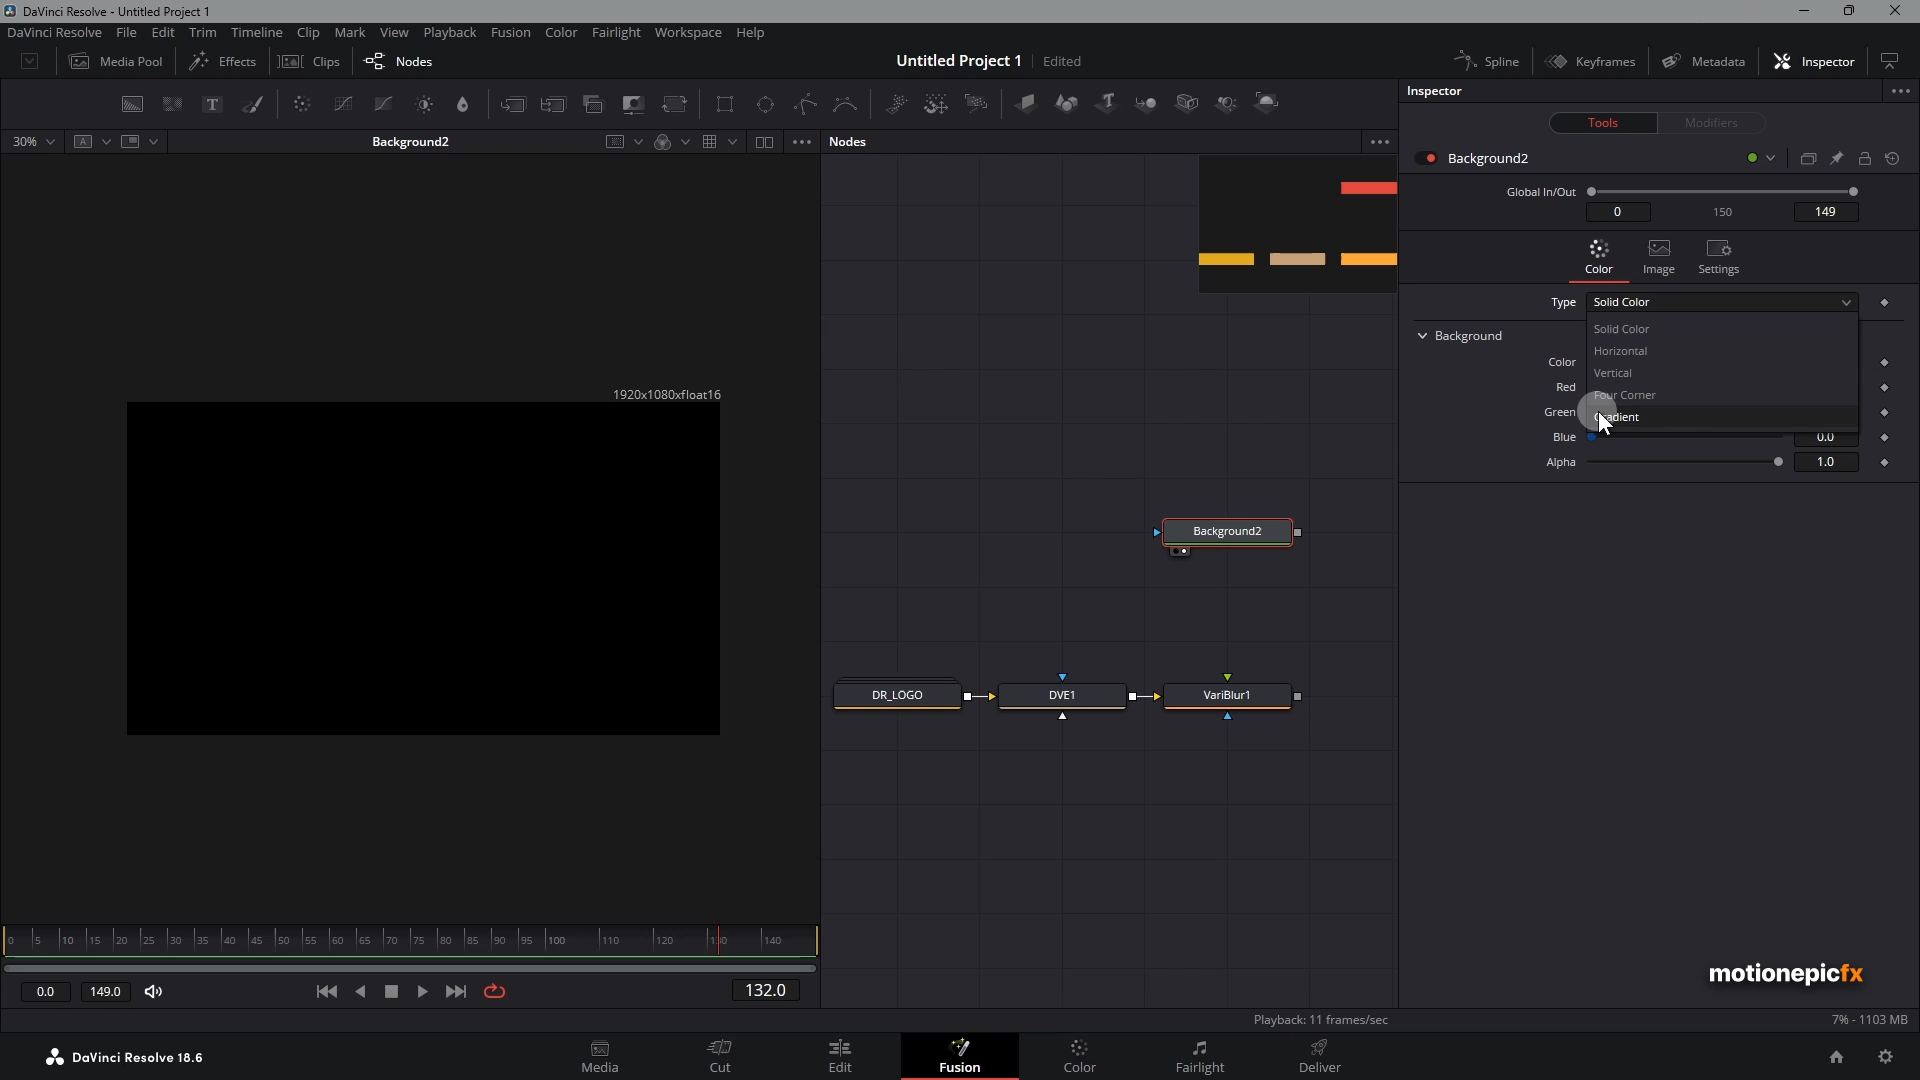 DaVinci Resolve - Untitled Project 1
DaVinci Resolve File Edit Trim Timeline Clip Mark View Playback Fusion Color Fairlight Workspace Help
Media Pool Effects Clips Nodes Untitled Project 1 Edited Spline Keyframes Metadata Inspector
Inspector
Tools Modifiers
30% A Background2 Nodes
Background2
Global In/Out
0 150 149
Color Image Settings
Type Solid Color
Solid Color
Background
Horizontal
Color
Vertical
Red
Four Corner
Green
Gradient
Blue 0.0
Alpha 1.0
1920x1080xfloat16
Background2
DR_LOGO DVE1 VariBlur1
0 5 10 15 20 25 30 35 40 45 50 55 60 65 70 75 80 85 90 95 100 110 120 130 140
0.0 149.0 132.0
motionepicfx
Playback: 11 frames/sec 7% - 1103 MB
DaVinci Resolve 18.6
Media Cut Edit Fusion Color Fairlight Deliver